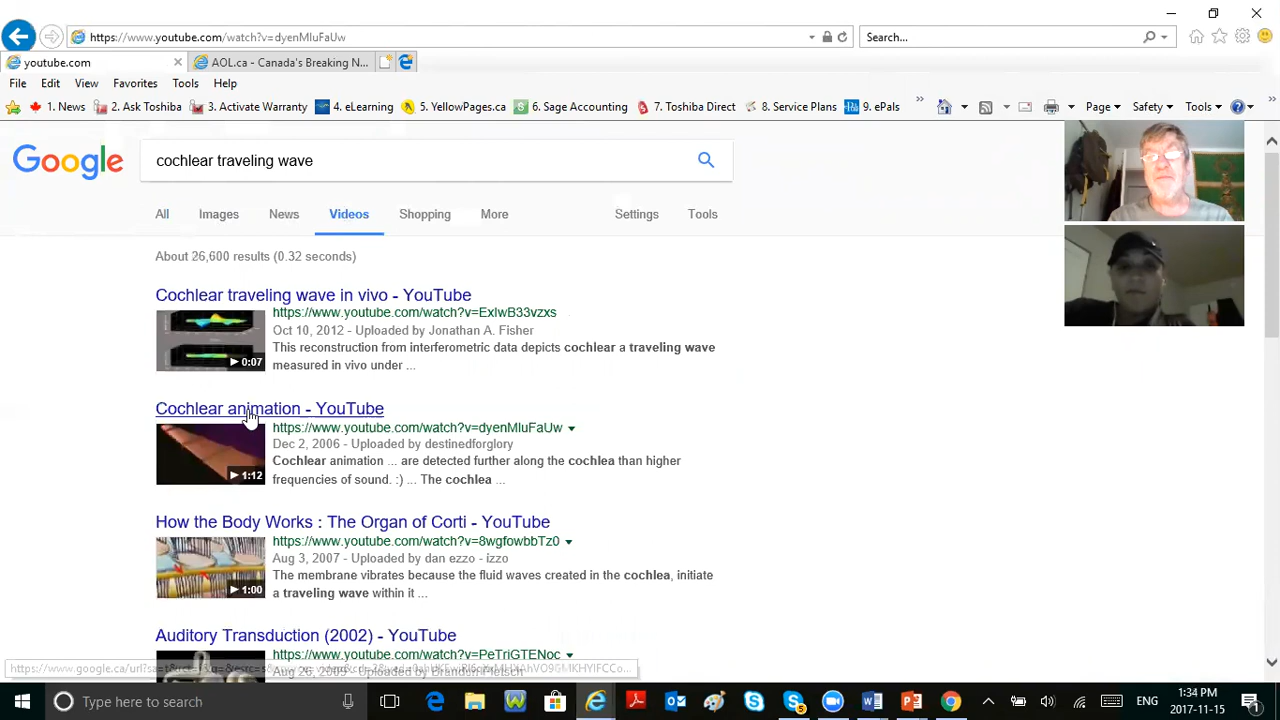 https://www.youtube.com/watch?v=dyenMluFaUw
Search...
youtube.com
AOL.ca - Canada's Breaking N...
File Edit View Favorites Tools Help
1. News 2. Ask Toshiba 3. Activate Warranty 4. eLearning 5. YellowPages.ca 6. Sage Accounting 7. Toshiba Direct 8. Service Plans 9. ePals » Page Safety Tools »
Google cochlear traveling wave
All Images News Videos Shopping More Settings Tools
About 26,600 results (0.32 seconds)
Cochlear traveling wave in vivo - YouTube
https://www.youtube.com/watch?v=ExIwB33vzxs
Oct 10, 2012 - Uploaded by Jonathan A. Fisher
This reconstruction from interferometric data depicts cochlear a traveling wave
measured in vivo under ...
0:07
Cochlear animation - YouTube
https://www.youtube.com/watch?v=dyenMluFaUw
Dec 2, 2006 - Uploaded by destinedforglory
Cochlear animation ... are detected further along the cochlea than higher
frequencies of sound. :) ... The cochlea ...
1:12
How the Body Works : The Organ of Corti - YouTube
https://www.youtube.com/watch?v=8wgfowbbTz0
Aug 3, 2007 - Uploaded by dan ezzo - izzo
The membrane vibrates because the fluid waves created in the cochlea, initiate
a traveling wave within it ...
1:00
Auditory Transduction (2002) - YouTube
https://www.youtube.com/watch?v=PeTriGTENoc
Aug 26, 2009 - Uploaded by Brandon Pletsch
Type here to search
ENG
1:34 PM
2017-11-15